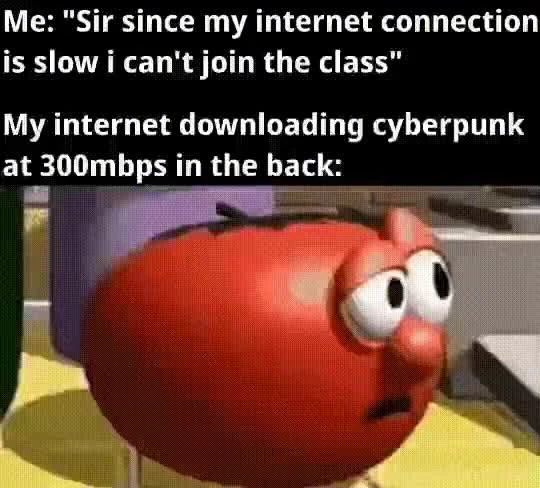 Me: "Sir since my internet connection
is slow i can't join the class"
My internet downloading cyberpunk
at 300mbps in the back: